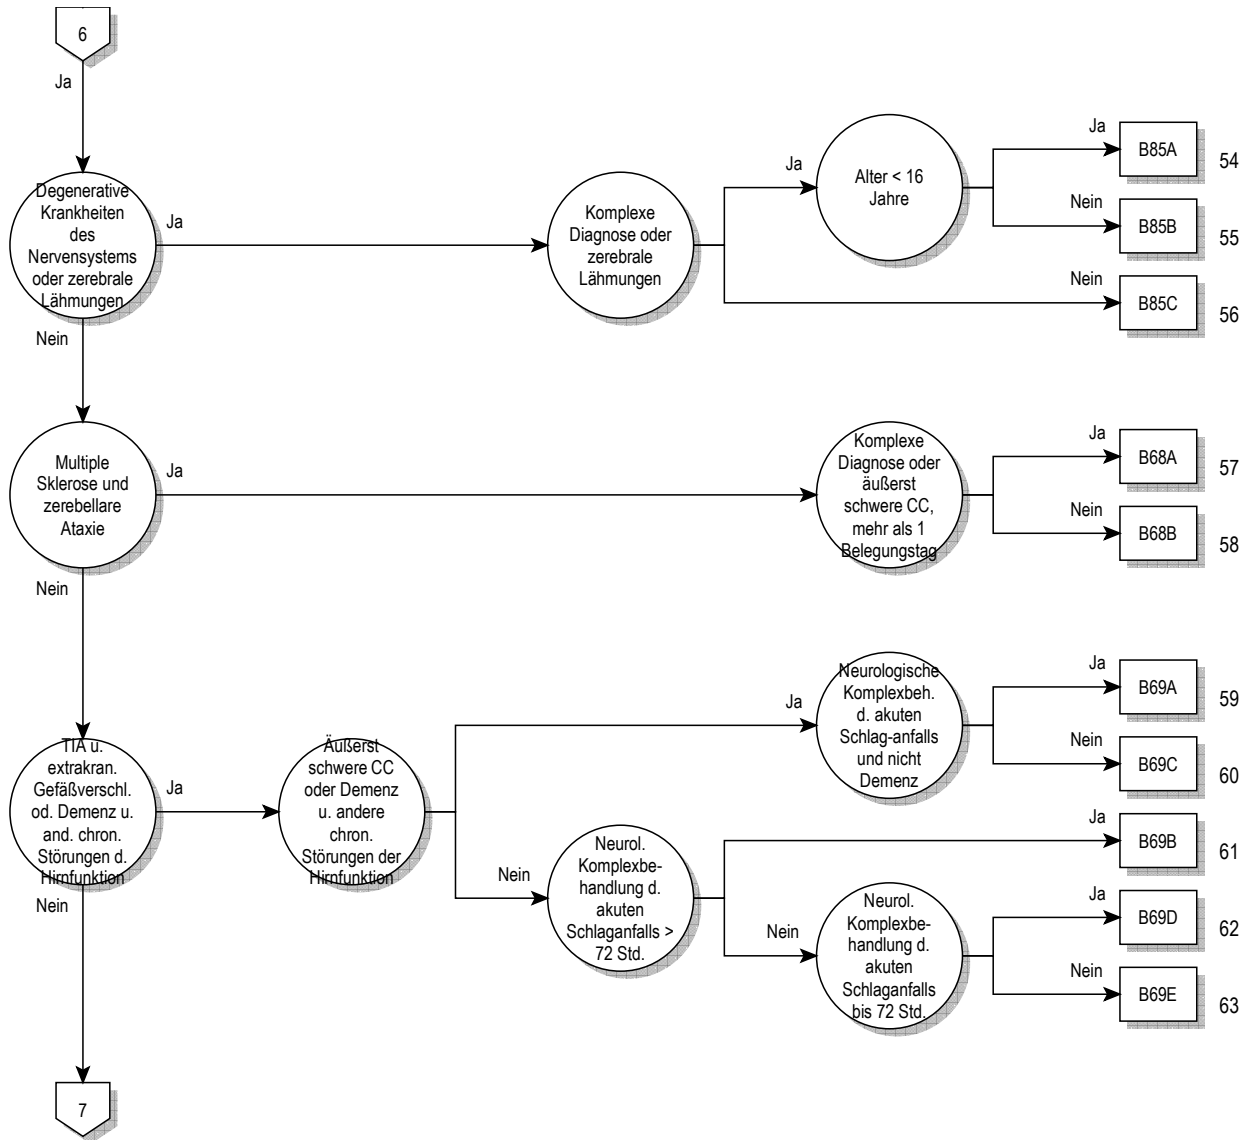 6
Ja
Degenerative
Krankheiten
des
Nervensystems
oder zerebrale
Lähmungen
Ja
Komplexe
Diagnose oder
zerebrale
Lähmungen
Ja
Alter < 16
Jahre
Ja
B85A
54
Nein
B85B
55
Nein
B85C
56
Nein
Multiple
Sklerose und
zerebellare
Ataxie
Ja
Komplexe
Diagnose oder
äußerst
schwere CC,
mehr als 1
Belegungstag
Ja
B68A
57
Nein
B68B
58
Nein
TIA u.
extrakran.
Gefäßverschl.
od. Demenz u.
and. chron.
Störungen d.
Hirnfunktion
Ja
Äußerst
schwere CC
oder Demenz
u. andere
chron.
Störungen der
Hirnfunktion
Ja
Neurologische
Komplexbeh.
d. akuten
Schlag-anfalls
und nicht
Demenz
Ja
B69A
59
Nein
B69C
60
Nein
Neurol.
Komplexbe-
handlung d.
akuten
Schlaganfalls >
72 Std.
Ja
B69B
61
Nein
Neurol.
Komplexbe-
handlung d.
akuten
Schlaganfalls
bis 72 Std.
Ja
B69D
62
Nein
B69E
63
Nein
7